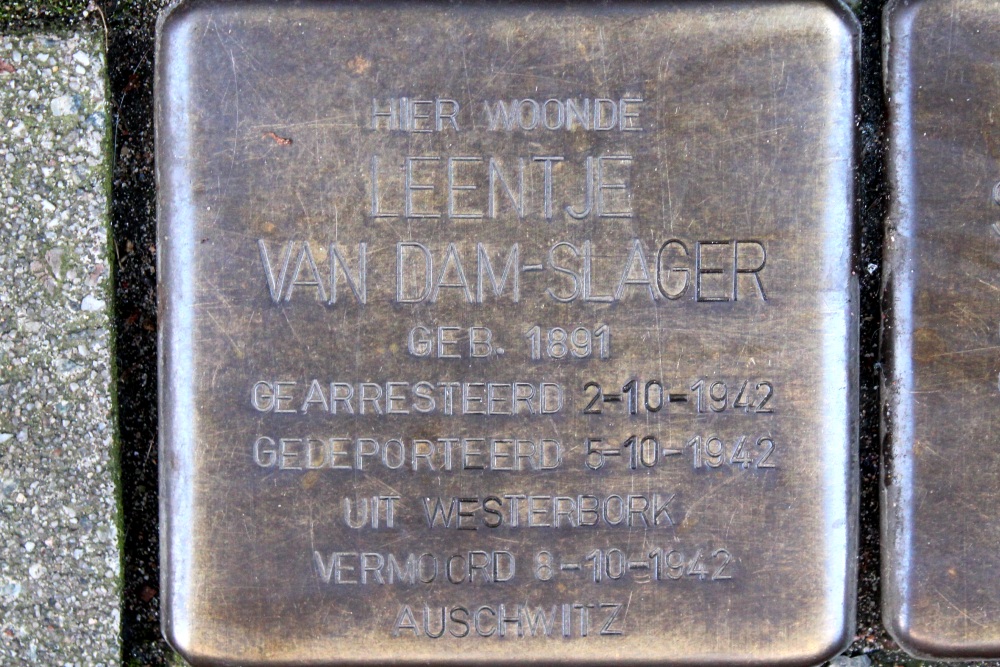 HIER WOONDE
LEENTJE
VAN DAM-SLAGER
GEB. 1891
GEARRESTEERD 2-10-1942
GEDEPORTEERD 5-10-1942
UIT WESTERBORK
VERMOORD 8-10-1942
AUSCHWITZ